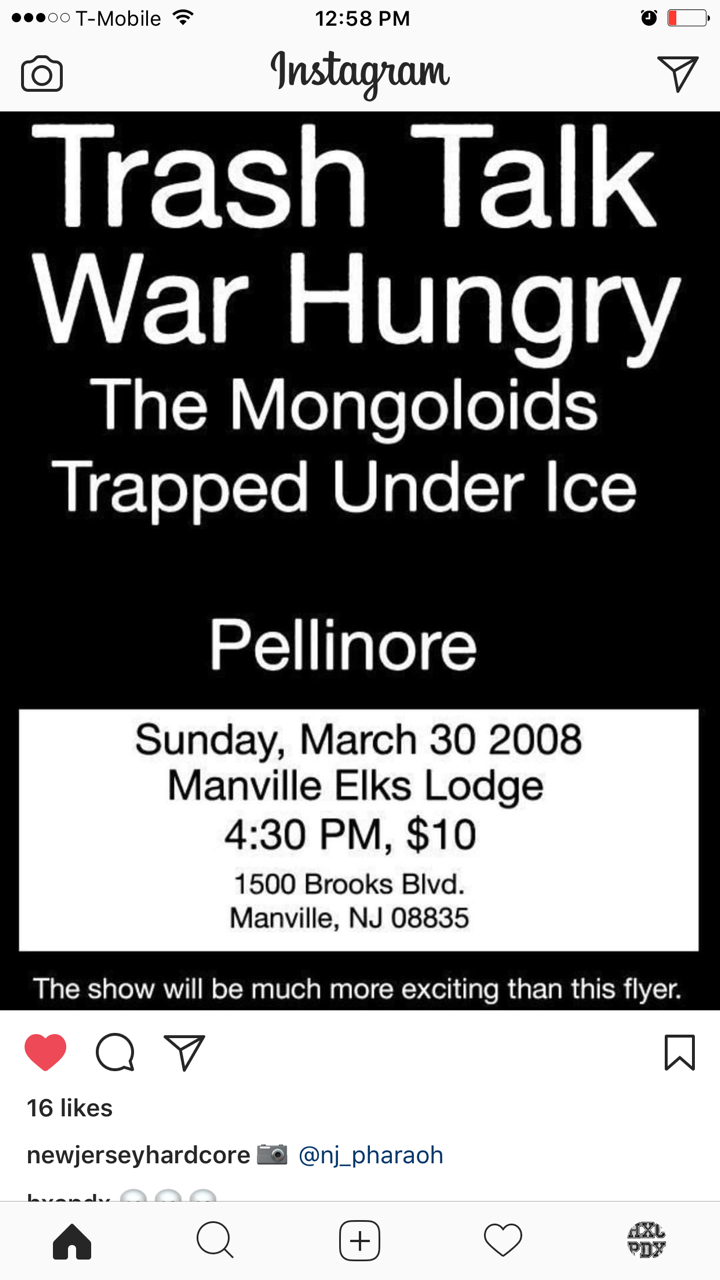 T-Mobile 12:58 PM
Instagram
Trash Talk
War Hungry
The Mongoloids
Trapped Under Ice
Pellinore
Sunday, March 30 2008
Manville Elks Lodge
4:30 PM, $10
1500 Brooks Blvd.
Manville, NJ 08835
The show will be much more exciting than this flyer.
16 likes
newjerseyhardcore 📷 @nj_pharaoh
AXL
PDX